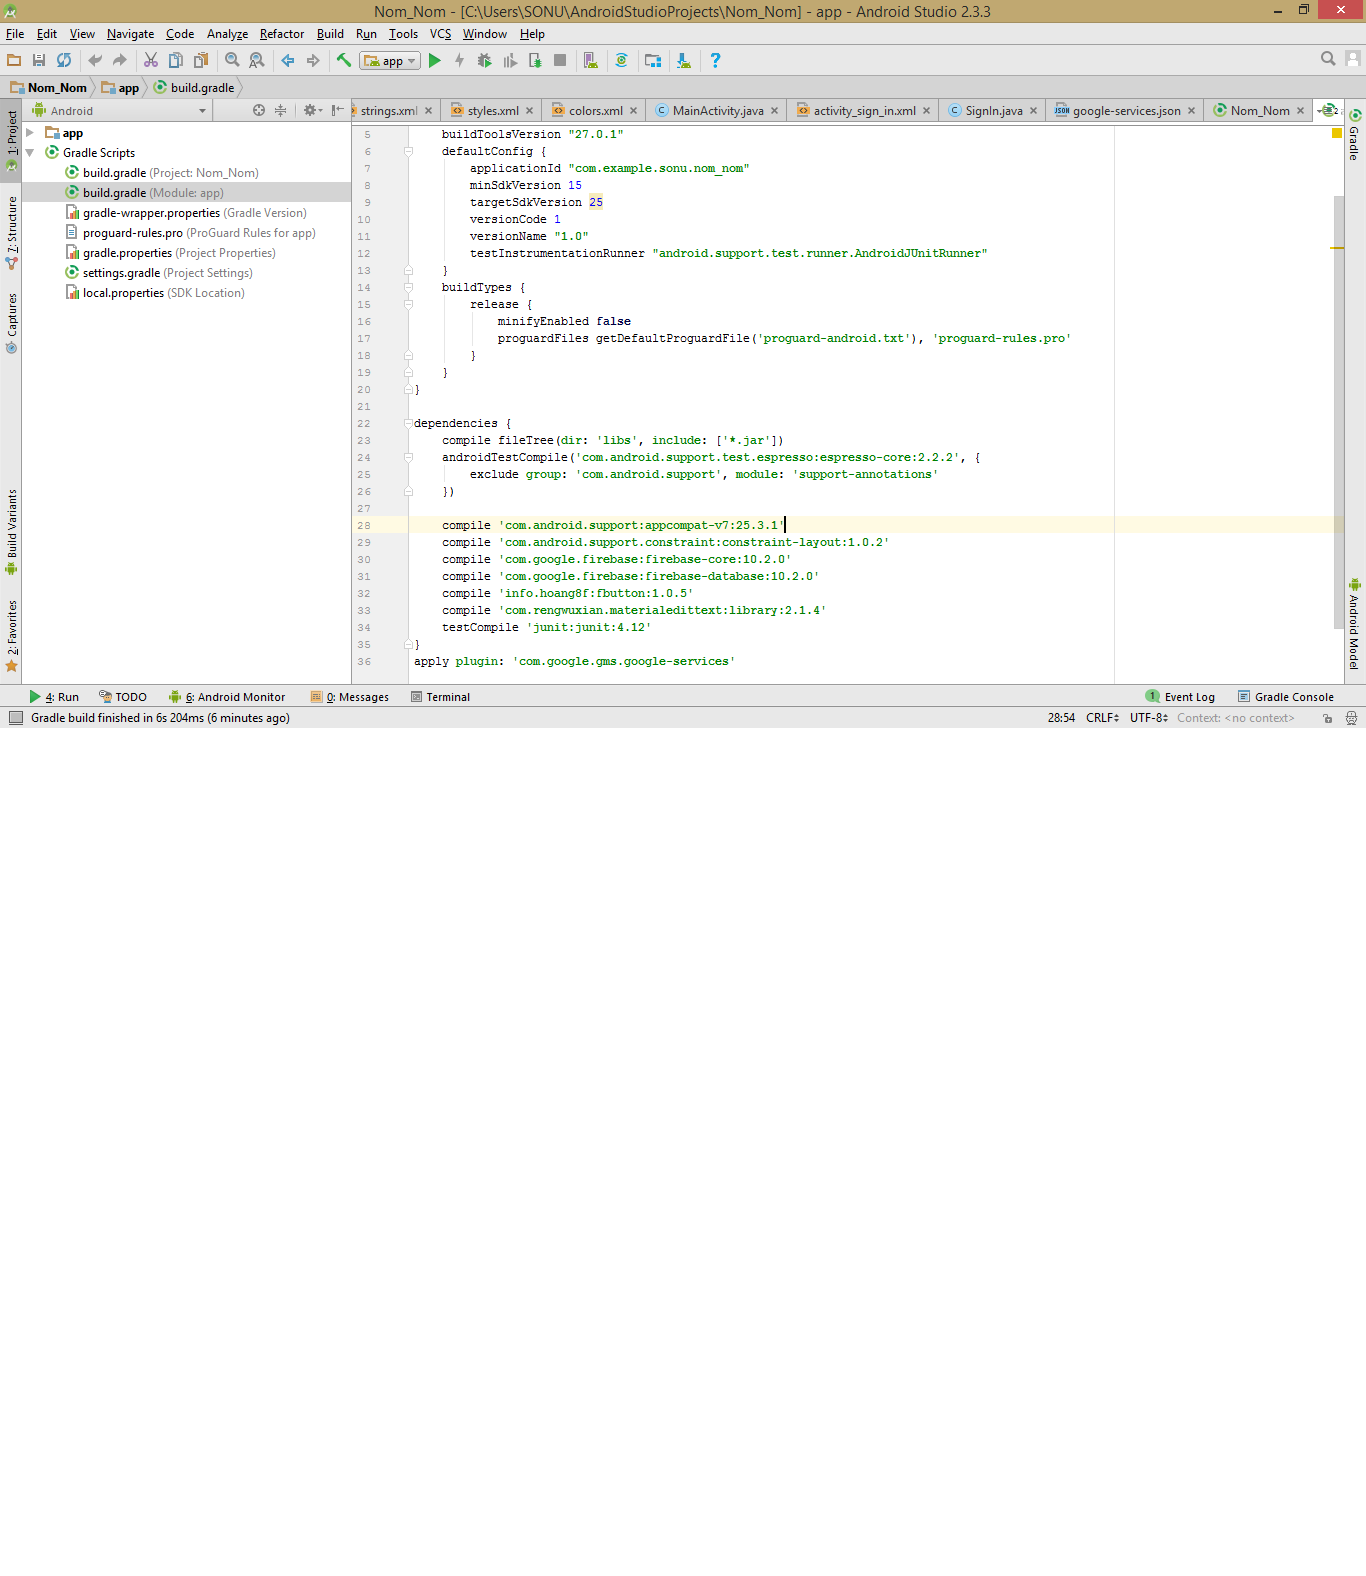 Nom_Nom - [C:\Users\SONU\AndroidStudioProjects\Nom_Nom] - app - Android Studio 2.3.3
File Edit View Navigate Code Analyze Refactor Build Run Tools VCS Window Help
app
Nom_Nom app build.gradle
Android
strings.xml styles.xml colors.xml MainActivity.java activity_sign_in.xml SignIn.java google-services.json Nom_Nom
1: Project
7: Structure
Captures
Build Variants
2: Favorites
app
Gradle Scripts
build.gradle (Project: Nom_Nom)
build.gradle (Module: app)
gradle-wrapper.properties (Gradle Version)
proguard-rules.pro (ProGuard Rules for app)
gradle.properties (Project Properties)
settings.gradle (Project Settings)
local.properties (SDK Location)
5 buildToolsVersion "27.0.1"
6 defaultConfig {
7 applicationId "com.example.sonu.nom_nom"
8 minSdkVersion 15
9 targetSdkVersion 25
10 versionCode 1
11 versionName "1.0"
12 testInstrumentationRunner "android.support.test.runner.AndroidJUnitRunner"
13 }
14 buildTypes {
15 release {
16 minifyEnabled false
17 proguardFiles getDefaultProguardFile('proguard-android.txt'), 'proguard-rules.pro'
18 }
19 }
20 }
21
22 dependencies {
23 compile fileTree(dir: 'libs', include: ['*.jar'])
24 androidTestCompile('com.android.support.test.espresso:espresso-core:2.2.2', {
25 exclude group: 'com.android.support', module: 'support-annotations'
26 })
27
28 compile 'com.android.support:appcompat-v7:25.3.1'
29 compile 'com.android.support.constraint:constraint-layout:1.0.2'
30 compile 'com.google.firebase:firebase-core:10.2.0'
31 compile 'com.google.firebase:firebase-database:10.2.0'
32 compile 'info.hoang8f:fbutton:1.0.5'
33 compile 'com.rengwuxian.materialedittext:library:2.1.4'
34 testCompile 'junit:junit:4.12'
35 }
36 apply plugin: 'com.google.gms.google-services'
Gradle
Android Model
4: Run TODO 6: Android Monitor 0: Messages Terminal 1 Event Log Gradle Console
Gradle build finished in 6s 204ms (6 minutes ago) 28:54 CRLF UTF-8 Context: <no context>